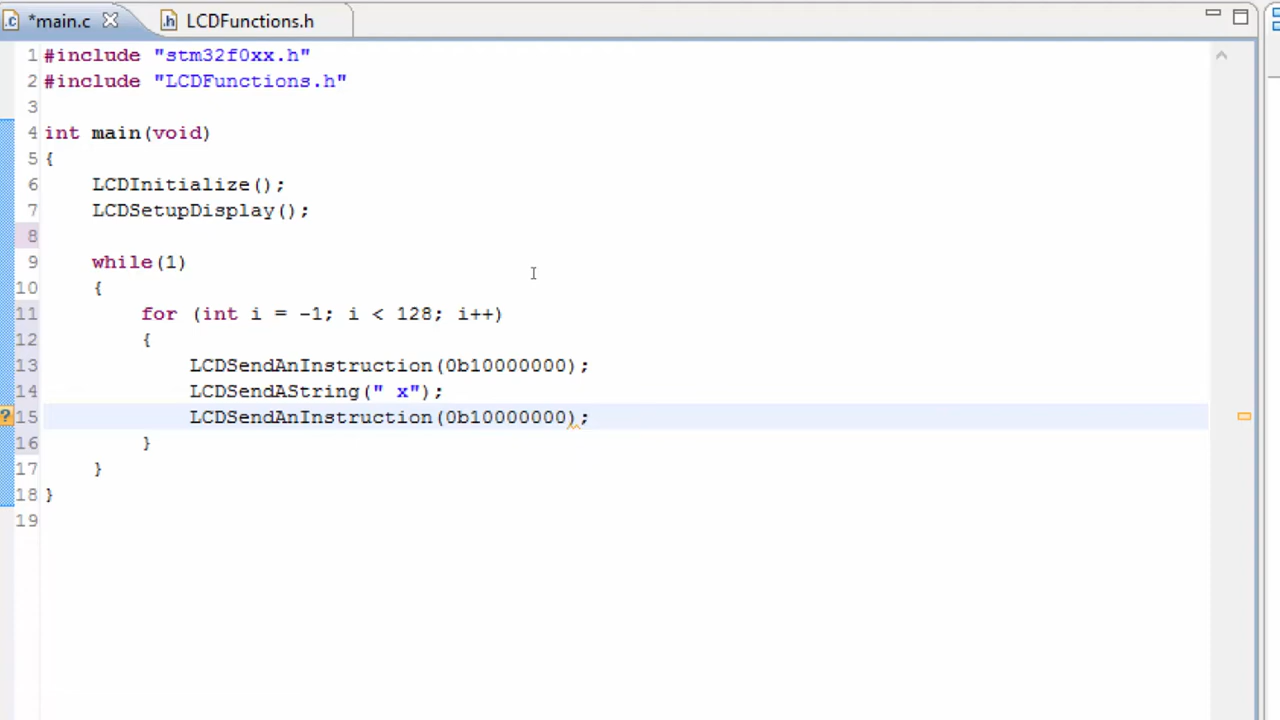 *main.c LCDFunctions.h
1 #include "stm32f0xx.h"
2 #include "LCDFunctions.h"
3
4 int main(void)
5 {
6 LCDInitialize();
7 LCDSetupDisplay();
8
9 while(1)
10 {
11 for (int i = -1; i < 128; i++)
12 {
13 LCDSendAnInstruction(0b10000000);
14 LCDSendAString(" x");
15 LCDSendAnInstruction(0b10000000);
16 }
17 }
18 }
19